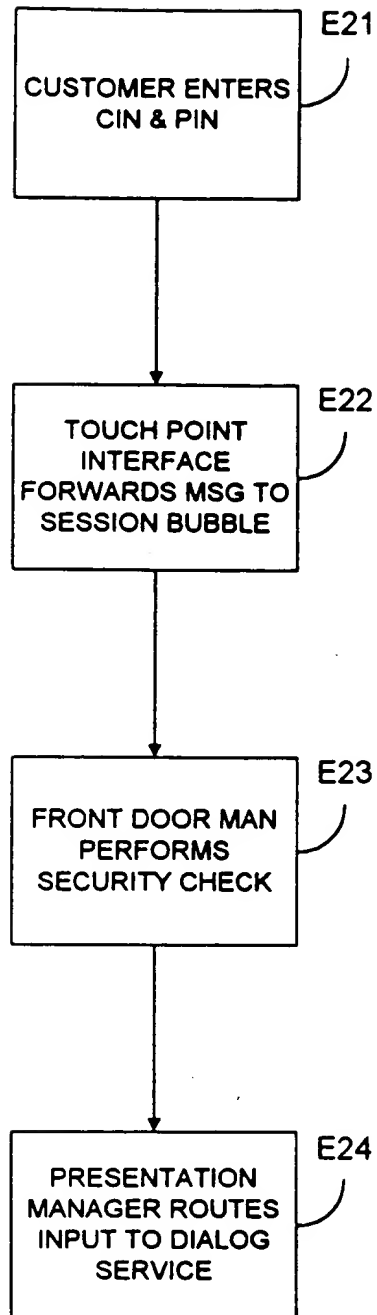 E21
CUSTOMER ENTERS
CIN & PIN
E22
TOUCH POINT
INTERFACE
FORWARDS MSG TO
SESSION BUBBLE
E23
FRONT DOOR MAN
PERFORMS
SECURITY CHECK
E24
PRESENTATION
MANAGER ROUTES
INPUT TO DIALOG
SERVICE